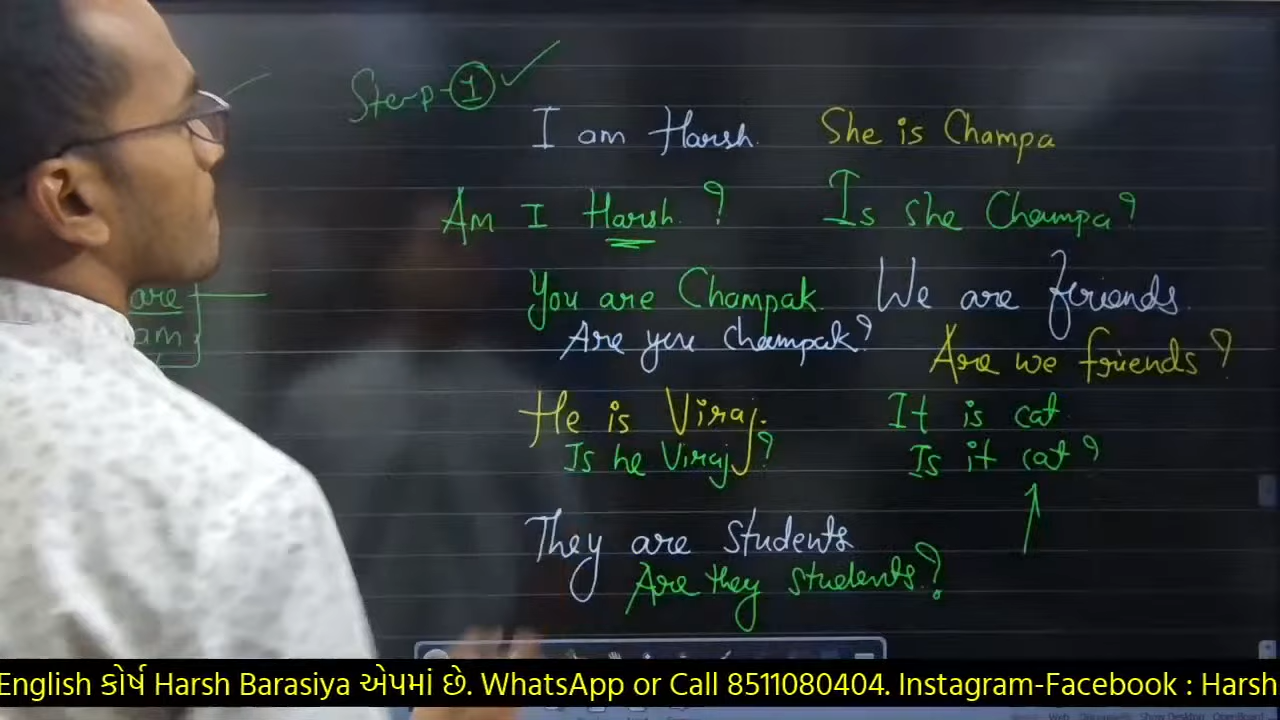 Sterp-1
I am Harsh. She is Champa
Am I Harsh. ? Is she Champa?
are
You are Champak. We are friends.
am
Are you champak? Are we friends?
He is Viraj. It is cat.
Is he Viraj? Is it cat?
They are students
Are they students?
English કોર્ષ Harsh Barasiya એપમાં છે. WhatsApp or Call 8511080404. Instagram-Facebook : Harsh